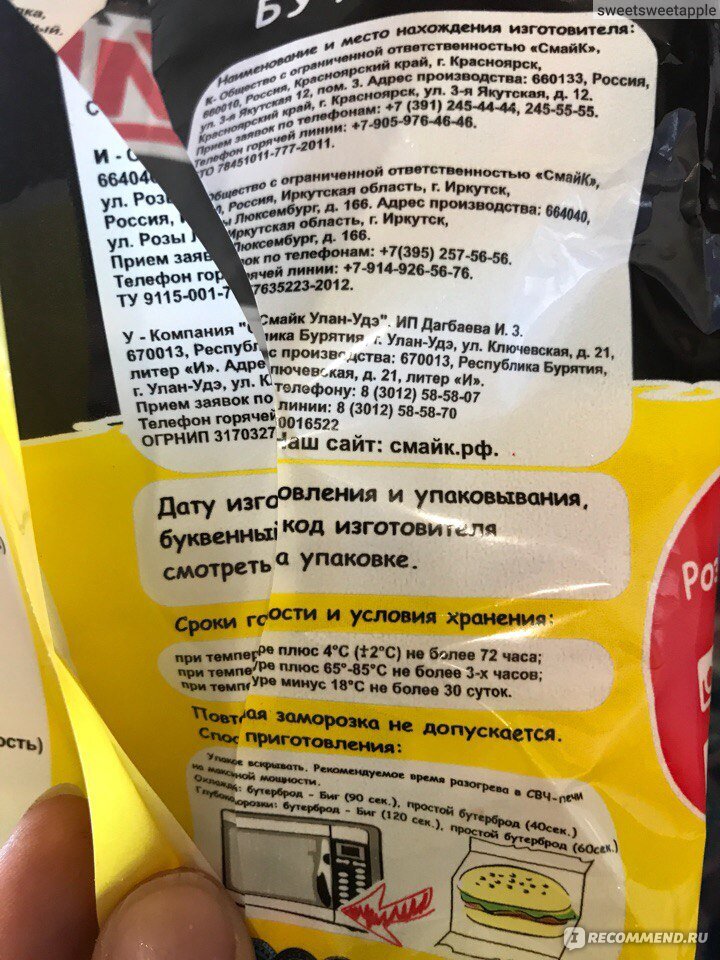 sweetsweetapple
Наименование и место нахождения изготовителя:
К- Общество с ограниченной ответственностью «СмайК»,
660010, Россия, Красноярский край, г. Красноярск,
ул. 3-я Якутская 12, пом. 3. Адрес производства: 660133, Россия,
Красноярский край, г. Красноярск, ул. 3-я Якутская, д. 12.
Прием заявок по телефонам: +7 (391) 245-44-44, 245-55-55.
Телефон горячей линии: +7-905-976-46-46.
ТО 78451011-777-2011.
И - О бщество с ограниченной ответственностью «СмайК»,
66404 0, Россия, Иркутская область, г. Иркутск,
ул. Розы Люксембург, д. 166. Адрес производства: 664040,
Россия, Иркутская область, г. Иркутск,
ул. Розы Люксембург, д. 166.
Прием заявок по телефонам: +7(395) 257-56-56.
Телефон горячей линии: +7-914-926-56-76.
ТУ 9115-001-7 7635223-2012.
У - Компания "Смайк Улан-Удэ", ИП Дагбаева И. З.
670013, Республика Бурятия, г. Улан-Удэ, ул. Ключевская, д. 21,
литер «И». Адрес производства: 670013, Республика Бурятия,
г. Улан-Удэ, ул. Ключевская, д. 21, литер «И».
Прием заявок по телефону: 8 (3012) 58-58-07
Телефон горячей линии: 8 (3012) 58-58-70
ОГРНИП 3170327 0016522
Наш сайт: смайк.рф.
Дату изготовления и упаковывания,
буквенный код изготовителя
смотреть на упаковке.
Сроки годности и условия хранения:
при температуре плюс 4°С (±2°С) не более 72 часа;
при температуре плюс 65°-85°С не более 3-х часов;
при температуре минус 18°С не более 30 суток.
Повторная заморозка не допускается.
Способ приготовления:
вскрывать. Рекомендуемое время разогрева в СВЧ-печи
на максимальной мощности.
бутерброд - Биг (90 сек.), простой бутерброд (40сек.)
бутерброд - Биг (120 сек.), простой бутерброд (60сек.)
ость)
Ро
IRECOMMEND.RU